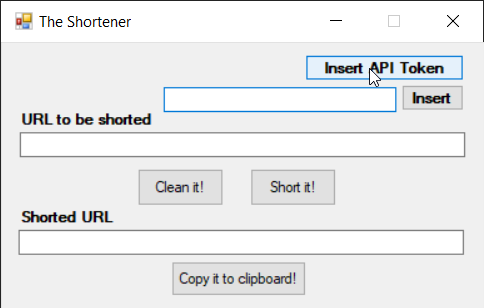 The Shortener
Insert API Token
Insert
URL to be shorted
Clean it! Short it!
Shorted URL
Copy it to clipboard!